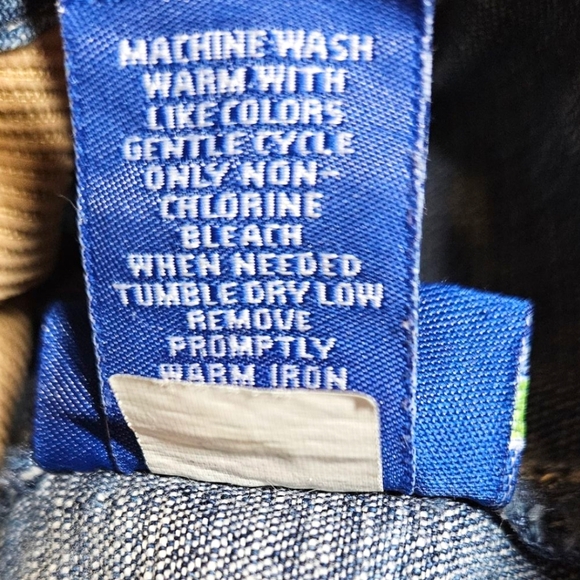 MACHINE WASH
WARM WITH
LIKE COLORS
GENTLE CYCLE
ONLY NON-
CHLORINE
BLEACH
WHEN NEEDED
TUMBLE DRY LOW
REMOVE
PROMPTLY
WARM IRON